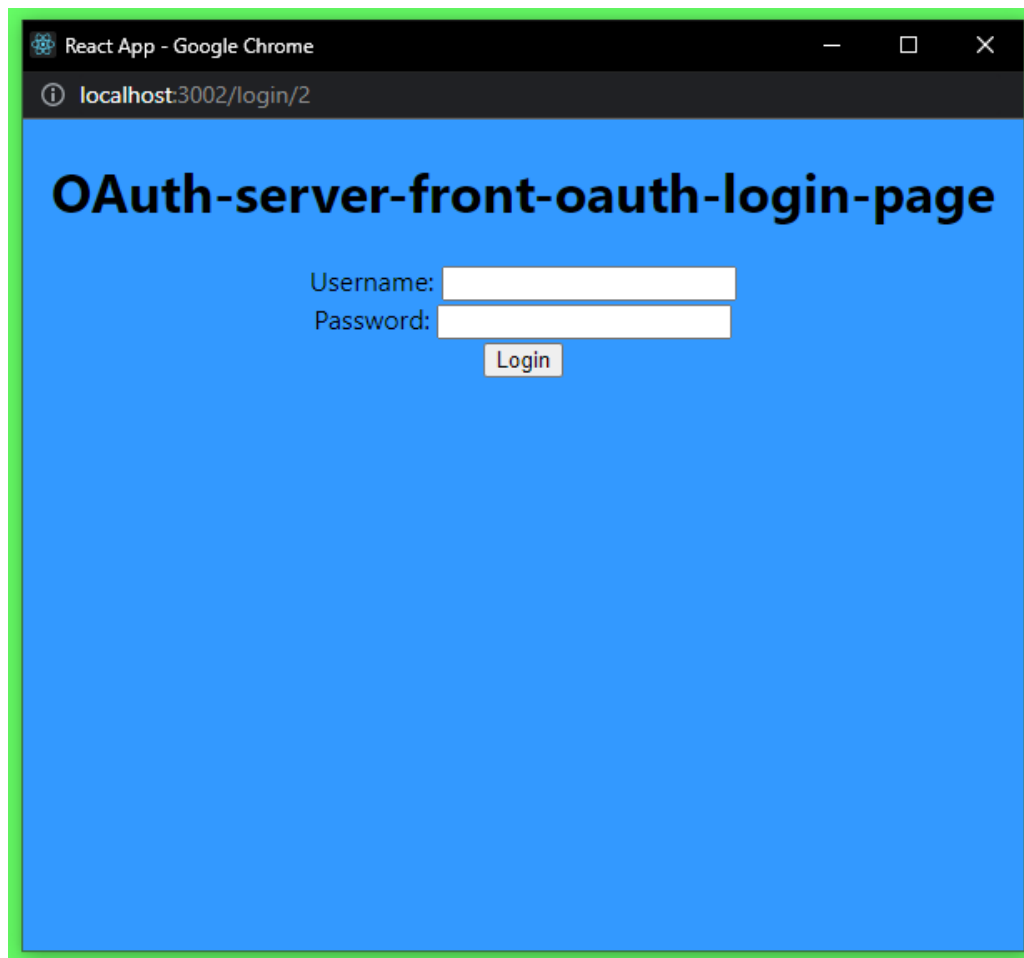 React App - Google Chrome
localhost:3002/login/2
OAuth-server-front-oauth-login-page
Username:
Password:
Login